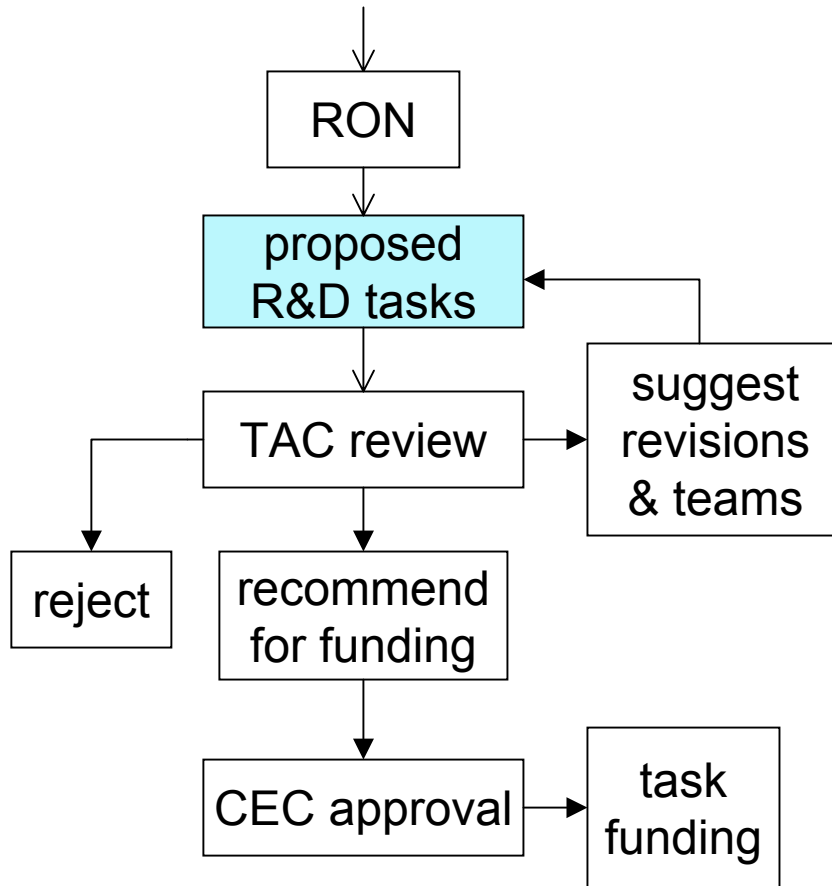 RON
proposed
R&D tasks
suggest
revisions
& teams
TAC review
reject
recommend
for funding
CEC approval
task
funding